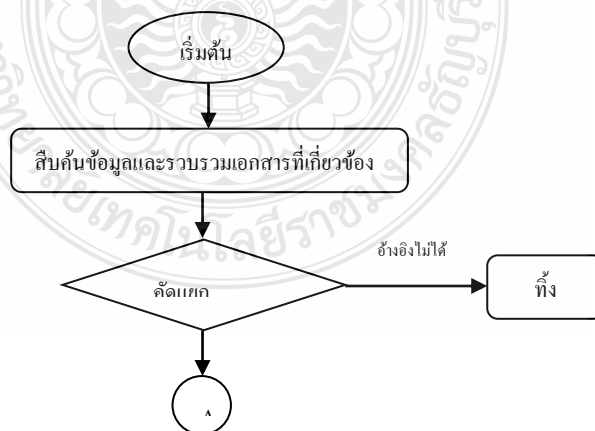 เริ่มต้น
สืบค้นข้อมูลและรวบรวมเอกสารที่เกี่ยวข้อง
อ้างอิงไม่ได้
คัดแยก
ทิ้ง